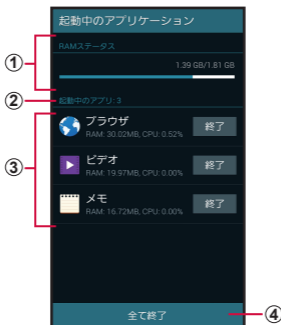 起動中のアプリケーション
RAMステータス
①
1.39 GB/1.81 GB
② 起動中のアプリ: 3
ブラウザ
RAM: 30.02MB, CPU: 0.52%
終了
③
ビデオ
RAM: 19.97MB, CPU: 0.00%
終了
メモ
RAM: 16.72MB, CPU: 0.00%
終了
全て終了 ④